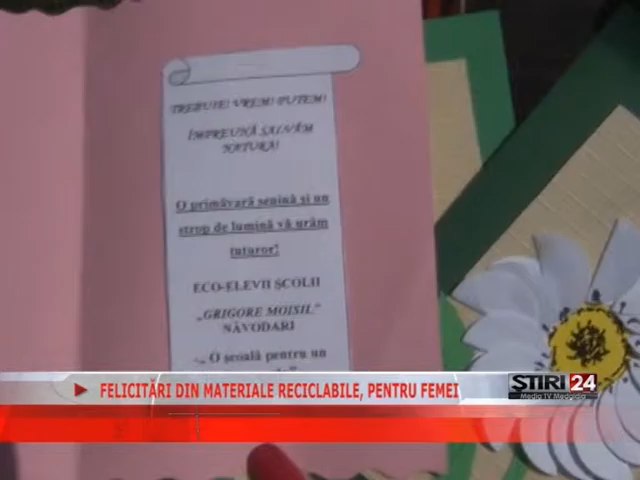 TREBUIE! VREM! PUTEM!
ÎMPREUNĂ SALVĂM
NATURA!
O primăvară senină și un
strop de lumină vă urăm
tuturor!
ECO-ELEVII ȘCOLII
„GRIGORE MOISIL"
NĂVODARI
„ O școală pentru un
FELICITĂRI DIN MATERIALE RECICLABILE, PENTRU FEMEI
ȘTIRI 24
Media TV Medgidia